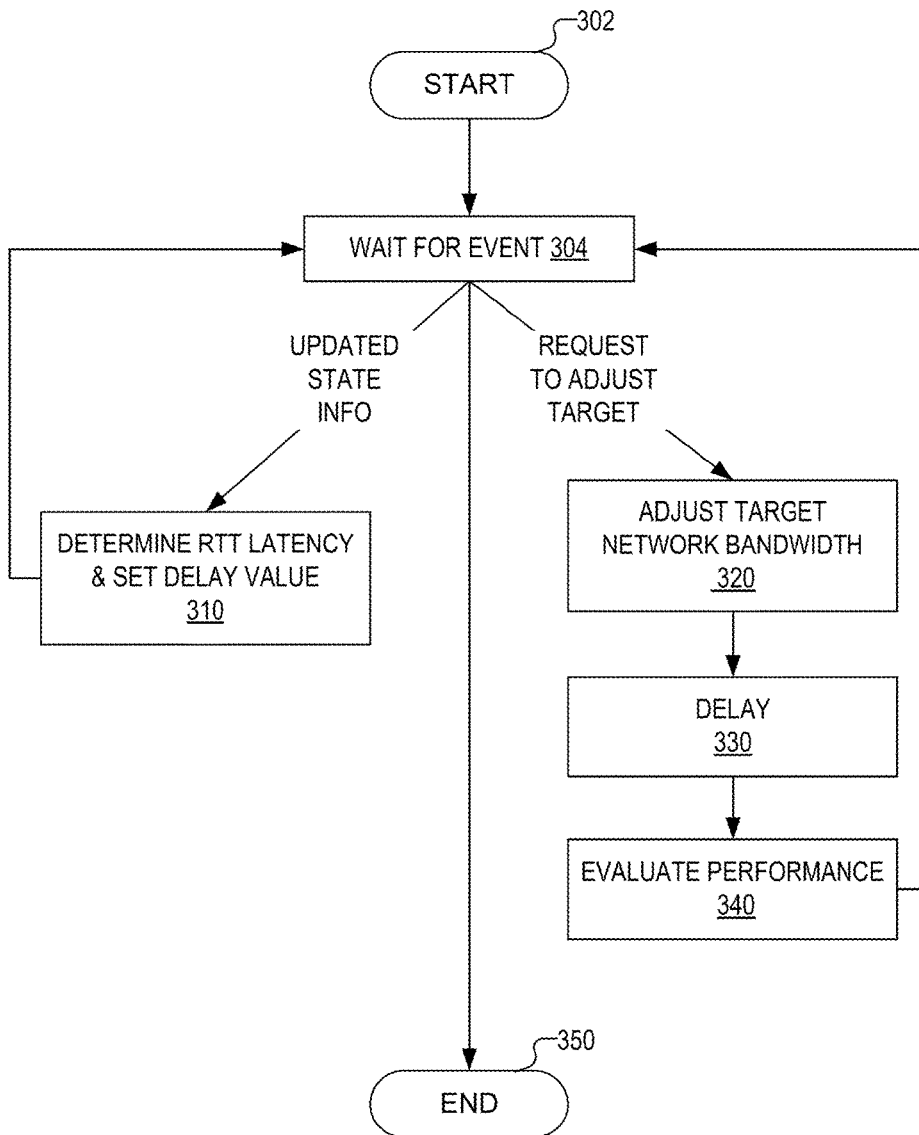 302
START
WAIT FOR EVENT 304
UPDATED
STATE
INFO
REQUEST
TO ADJUST
TARGET
DETERMINE RTT LATENCY
& SET DELAY VALUE
310
ADJUST TARGET
NETWORK BANDWIDTH
320
DELAY
330
EVALUATE PERFORMANCE
340
350
END